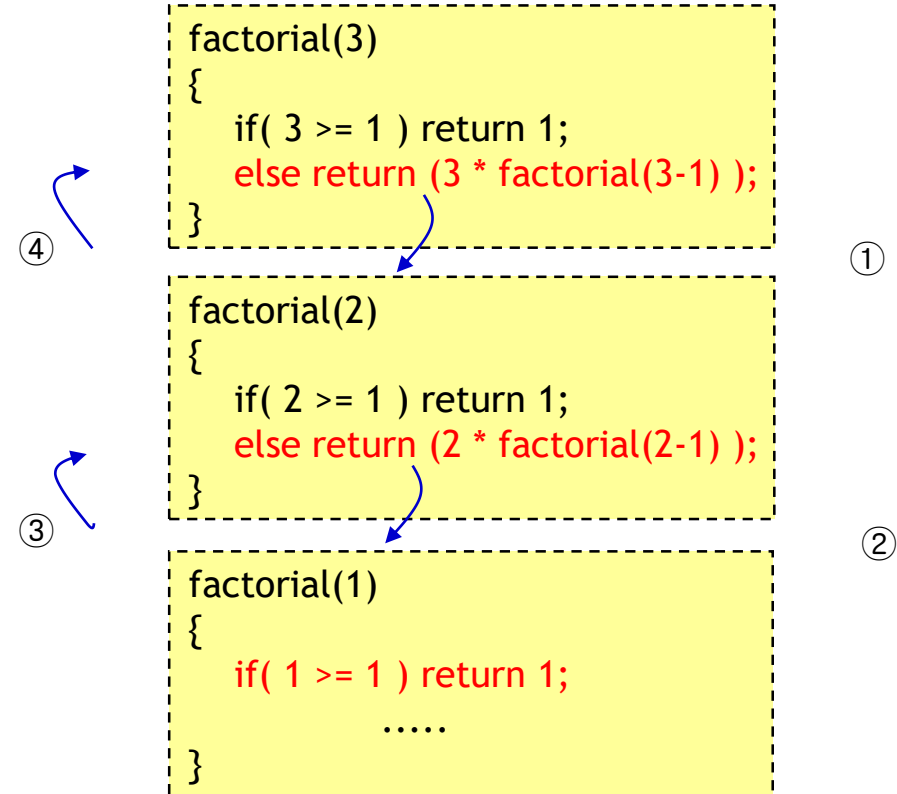 factorial(3)
{
if( 3 >= 1 ) return 1;
else return (3 * factorial(3-1) );
}
④
①
factorial(2)
{
if( 2 >= 1 ) return 1;
else return (2 * factorial(2-1) );
}
③
②
factorial(1)
{
if( 1 >= 1 ) return 1;
.....
}